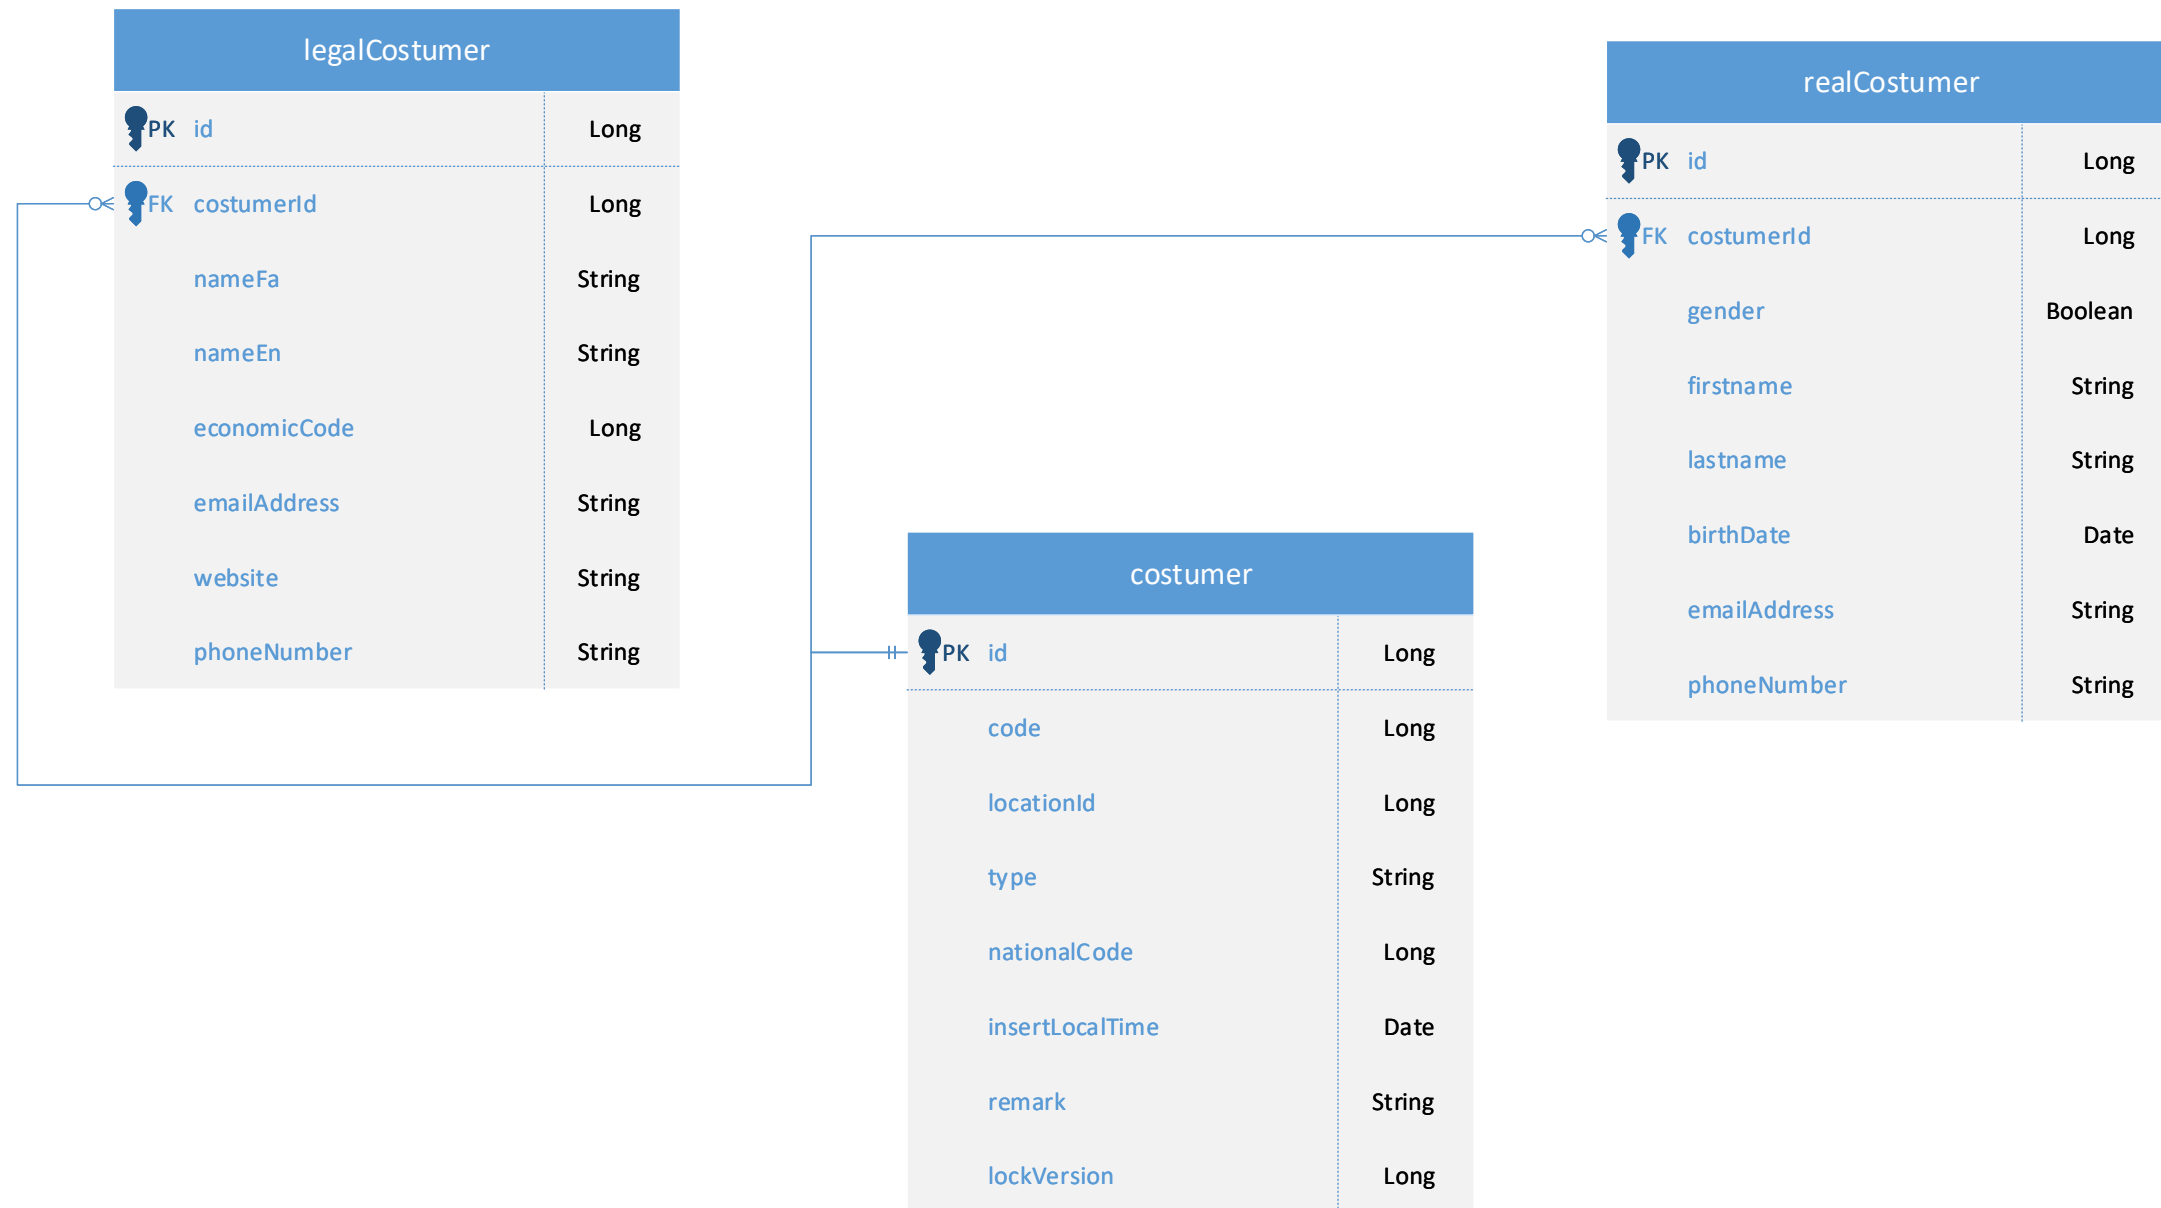 legalCostumer
PK id Long
FK costumerId Long
nameFa String
nameEn String
economicCode Long
emailAddress String
website String
phoneNumber String
realCostumer
PK id Long
FK costumerId Long
gender Boolean
firstname String
lastname String
birthDate Date
emailAddress String
phoneNumber String
costumer
PK id Long
code Long
locationId Long
type String
nationalCode Long
insertLocalTime Date
remark String
lockVersion Long